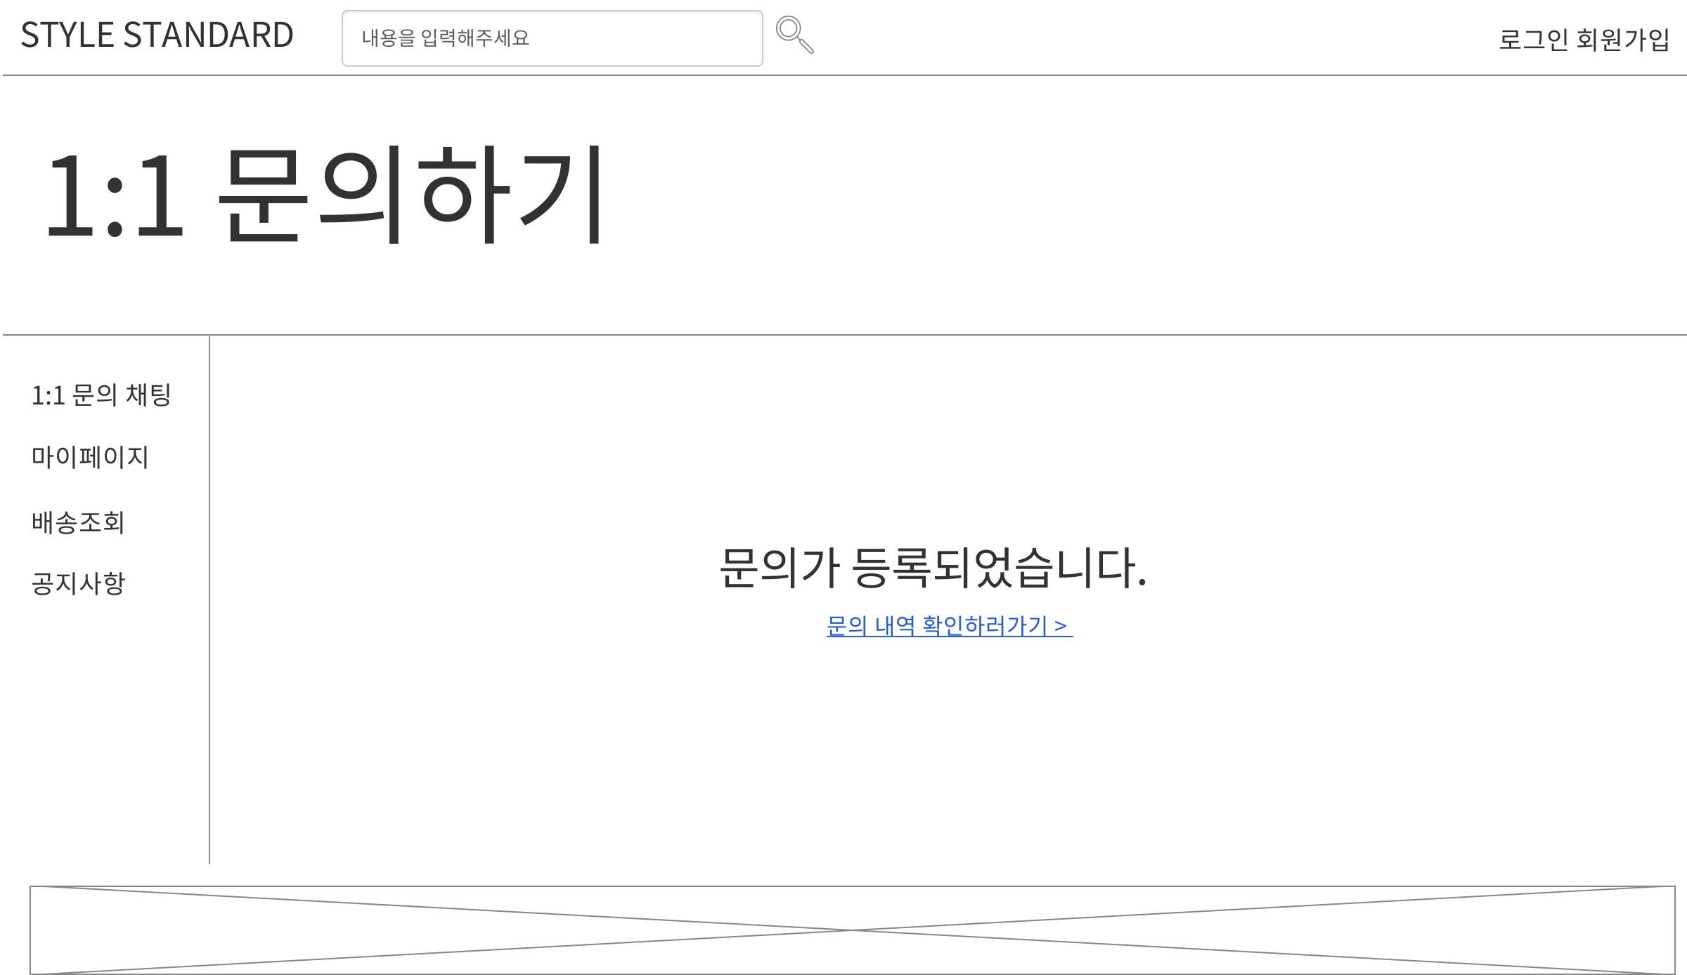 STYLE STANDARD
내용을 입력해주세요
로그인 회원가입
1:1 문의하기
1:1 문의 채팅
마이페이지
배송조회
공지사항
문의가 등록되었습니다.
문의 내역 확인하러가기 >